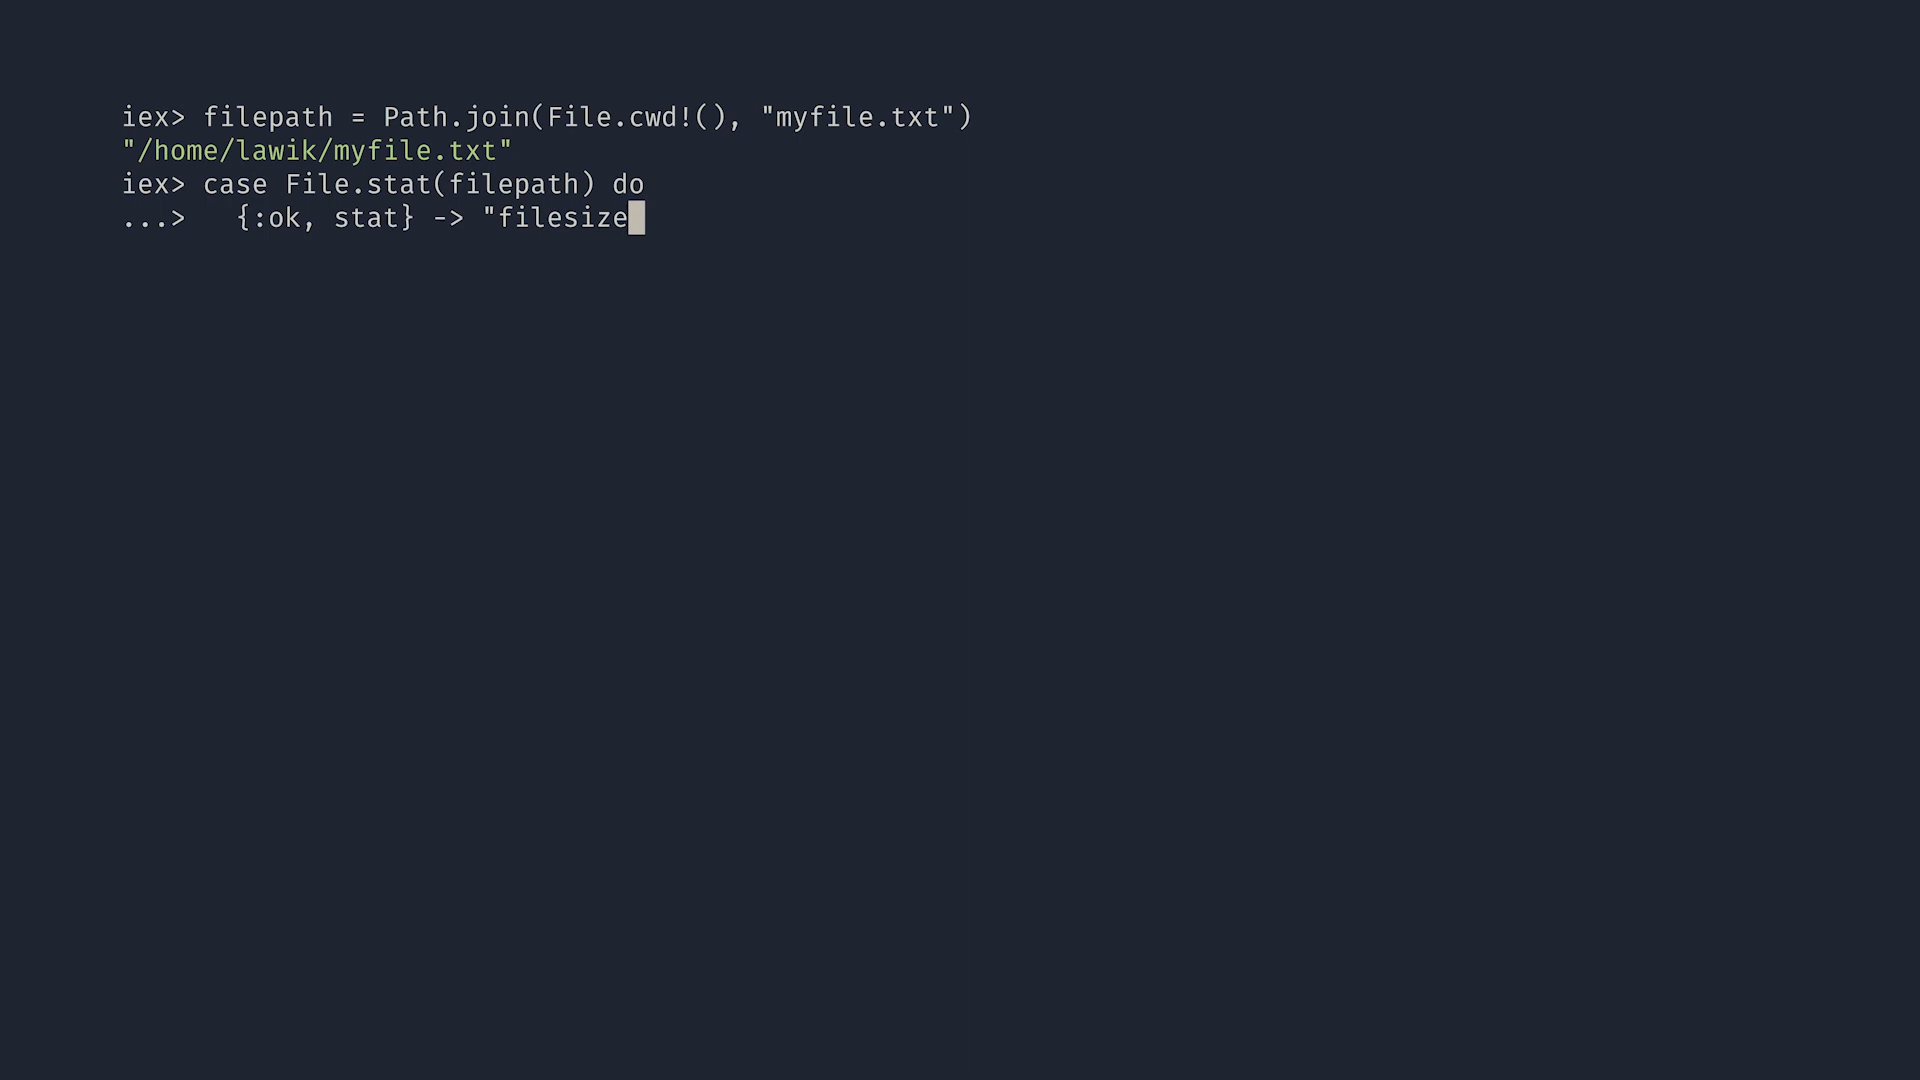 iex> filepath = Path.join(File.cwd!(), "myfile.txt")
"/home/lawik/myfile.txt"
iex> case File.stat(filepath) do
...>   {:ok, stat} -> "filesize